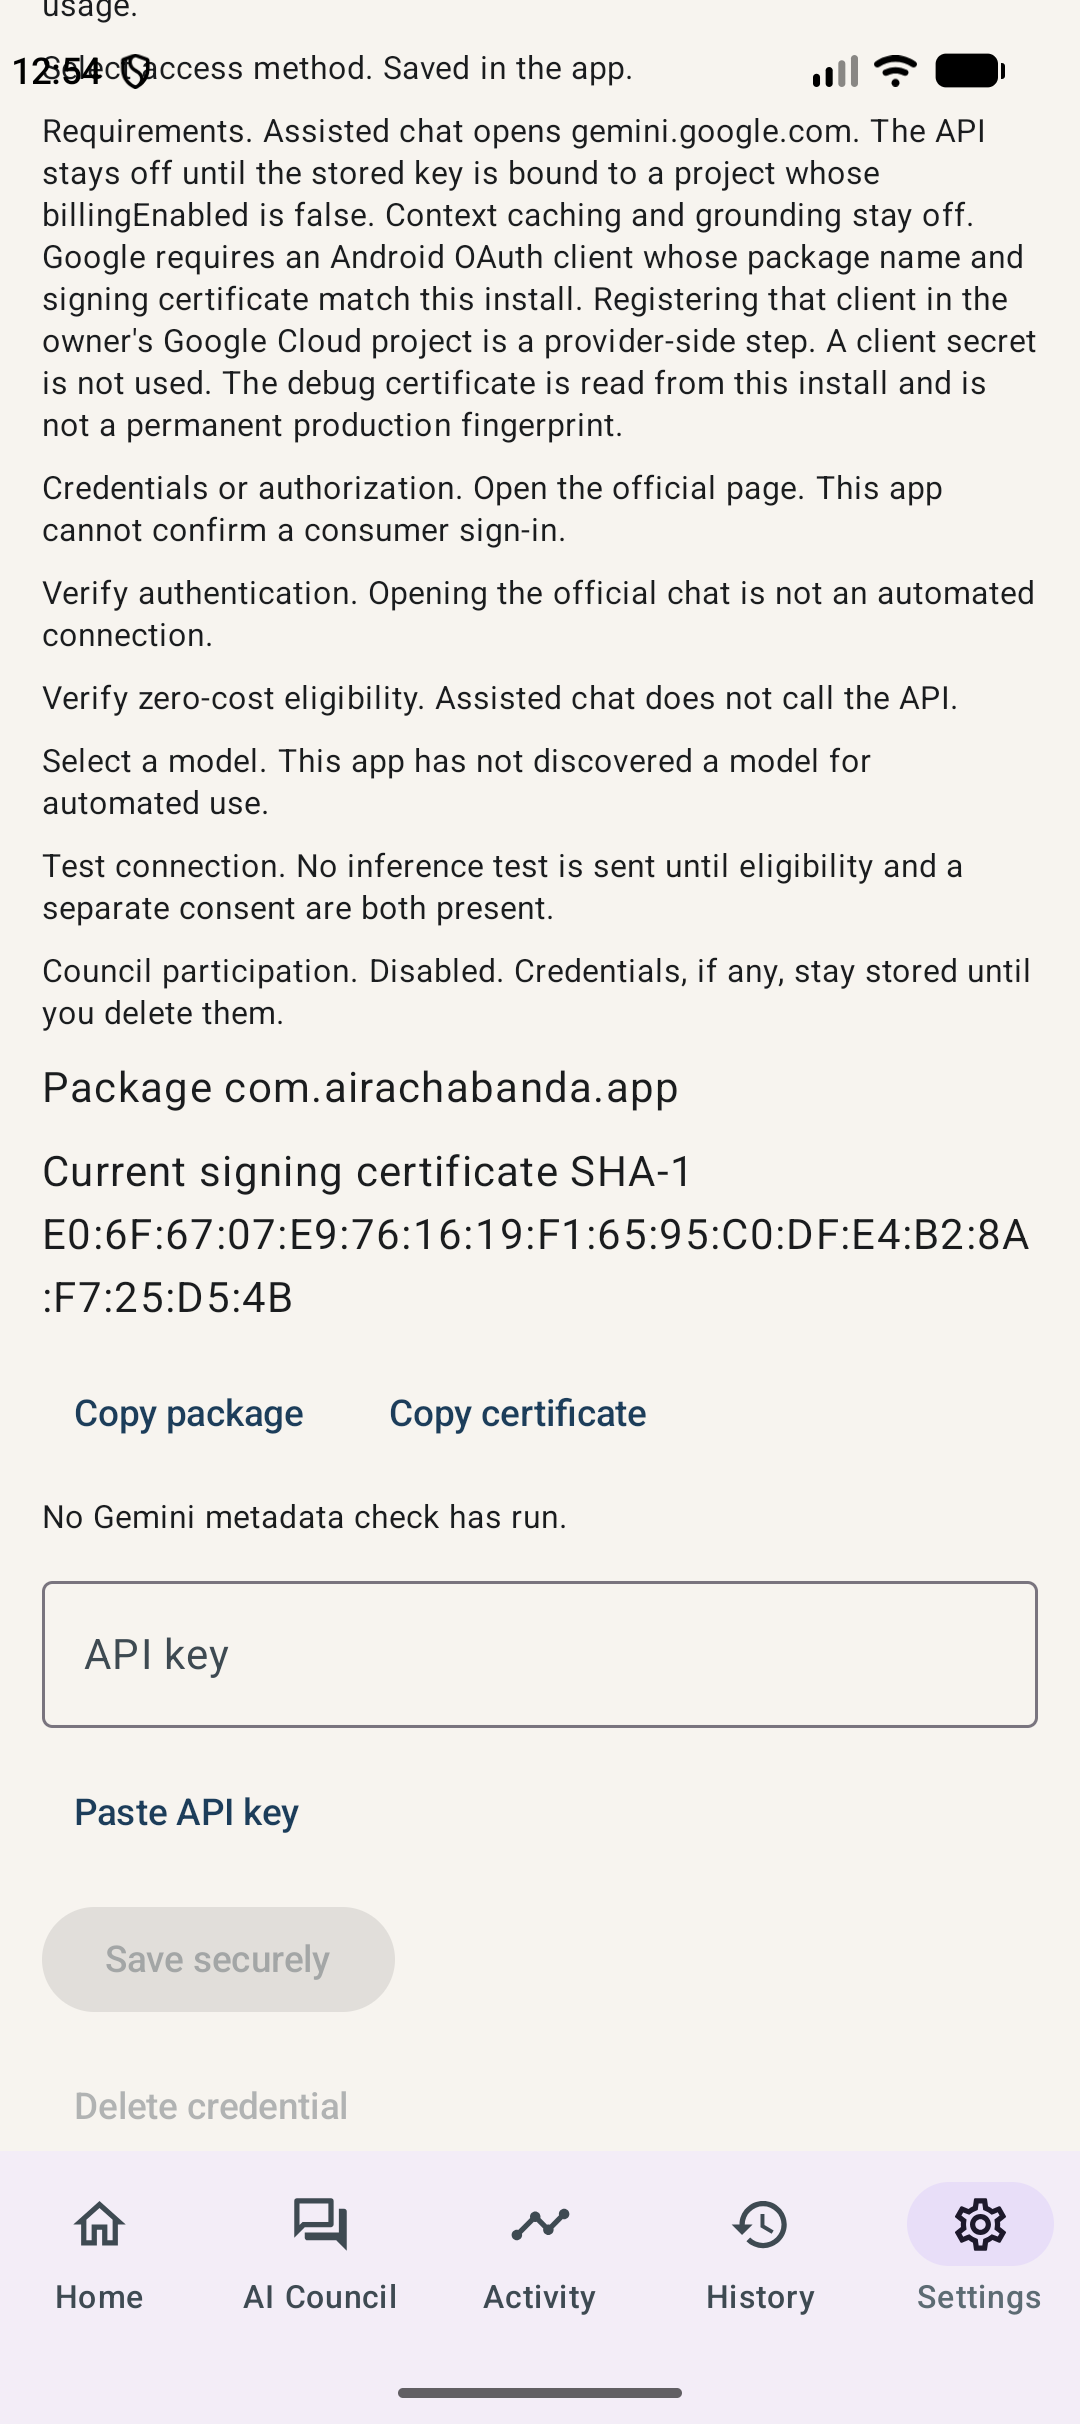 usage.
12:54
Select access method. Saved in the app.
Requirements. Assisted chat opens gemini.google.com. The API
stays off until the stored key is bound to a project whose
billingEnabled is false. Context caching and grounding stay off.
Google requires an Android OAuth client whose package name and
signing certificate match this install. Registering that client in the
owner's Google Cloud project is a provider-side step. A client secret
is not used. The debug certificate is read from this install and is
not a permanent production fingerprint.
Credentials or authorization. Open the official page. This app
cannot confirm a consumer sign-in.
Verify authentication. Opening the official chat is not an automated
connection.
Verify zero-cost eligibility. Assisted chat does not call the API.
Select a model. This app has not discovered a model for
automated use.
Test connection. No inference test is sent until eligibility and a
separate consent are both present.
Council participation. Disabled. Credentials, if any, stay stored until
you delete them.
Package com.airachabanda.app
Current signing certificate SHA-1
E0:6F:67:07:E9:76:16:19:F1:65:95:C0:DF:E4:B2:8A
:F7:25:D5:4B
Copy package
Copy certificate
No Gemini metadata check has run.
API key
Paste API key
Save securely
Delete credential
Home
AI Council
Activity
History
Settings